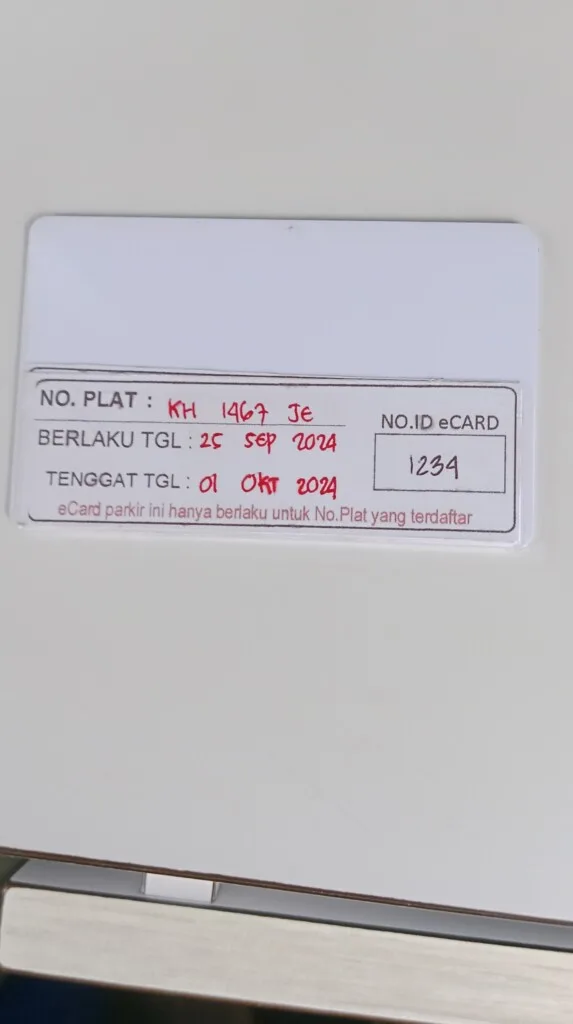 NO. PLAT : KH 1467 JE
NO.ID eCARD
BERLAKU TGL : 25 SEP 2024
1234
TENGGAT TGL : 01 OKT 2024
eCard parkir ini hanya berlaku untuk No.Plat yang terdaftar